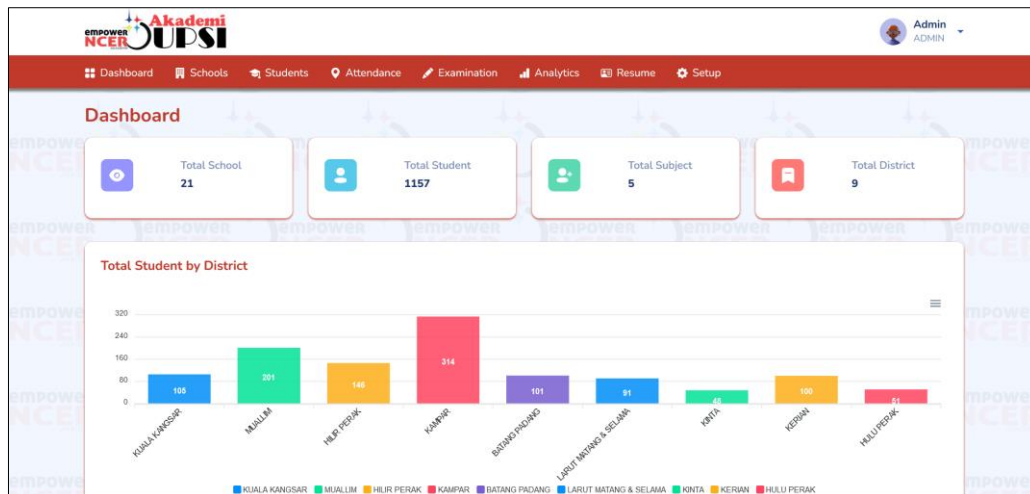 empower
NCER
Akademi
UPSI
Admin
ADMIN
Dashboard
Schools
Students
Attendance
Examination
Analytics
Resume
Setup
Dashboard
Total School
21
Total Student
1157
Total Subject
5
Total District
9
Total Student by District
320
240
160
80
0
105
201
146
314
101
91
48
100
51
KUALA KANGSAR
MUALLIM
HILIR PERAK
KAMPAR
BATANG PADANG
LARUT MATANG & SELAMA
KINTA
KERIAN
HULU PERAK
KUALA KANGSAR MUALLIM HILIR PERAK KAMPAR BATANG PADANG LARUT MATANG & SELAMA KINTA KERIAN HULU PERAK